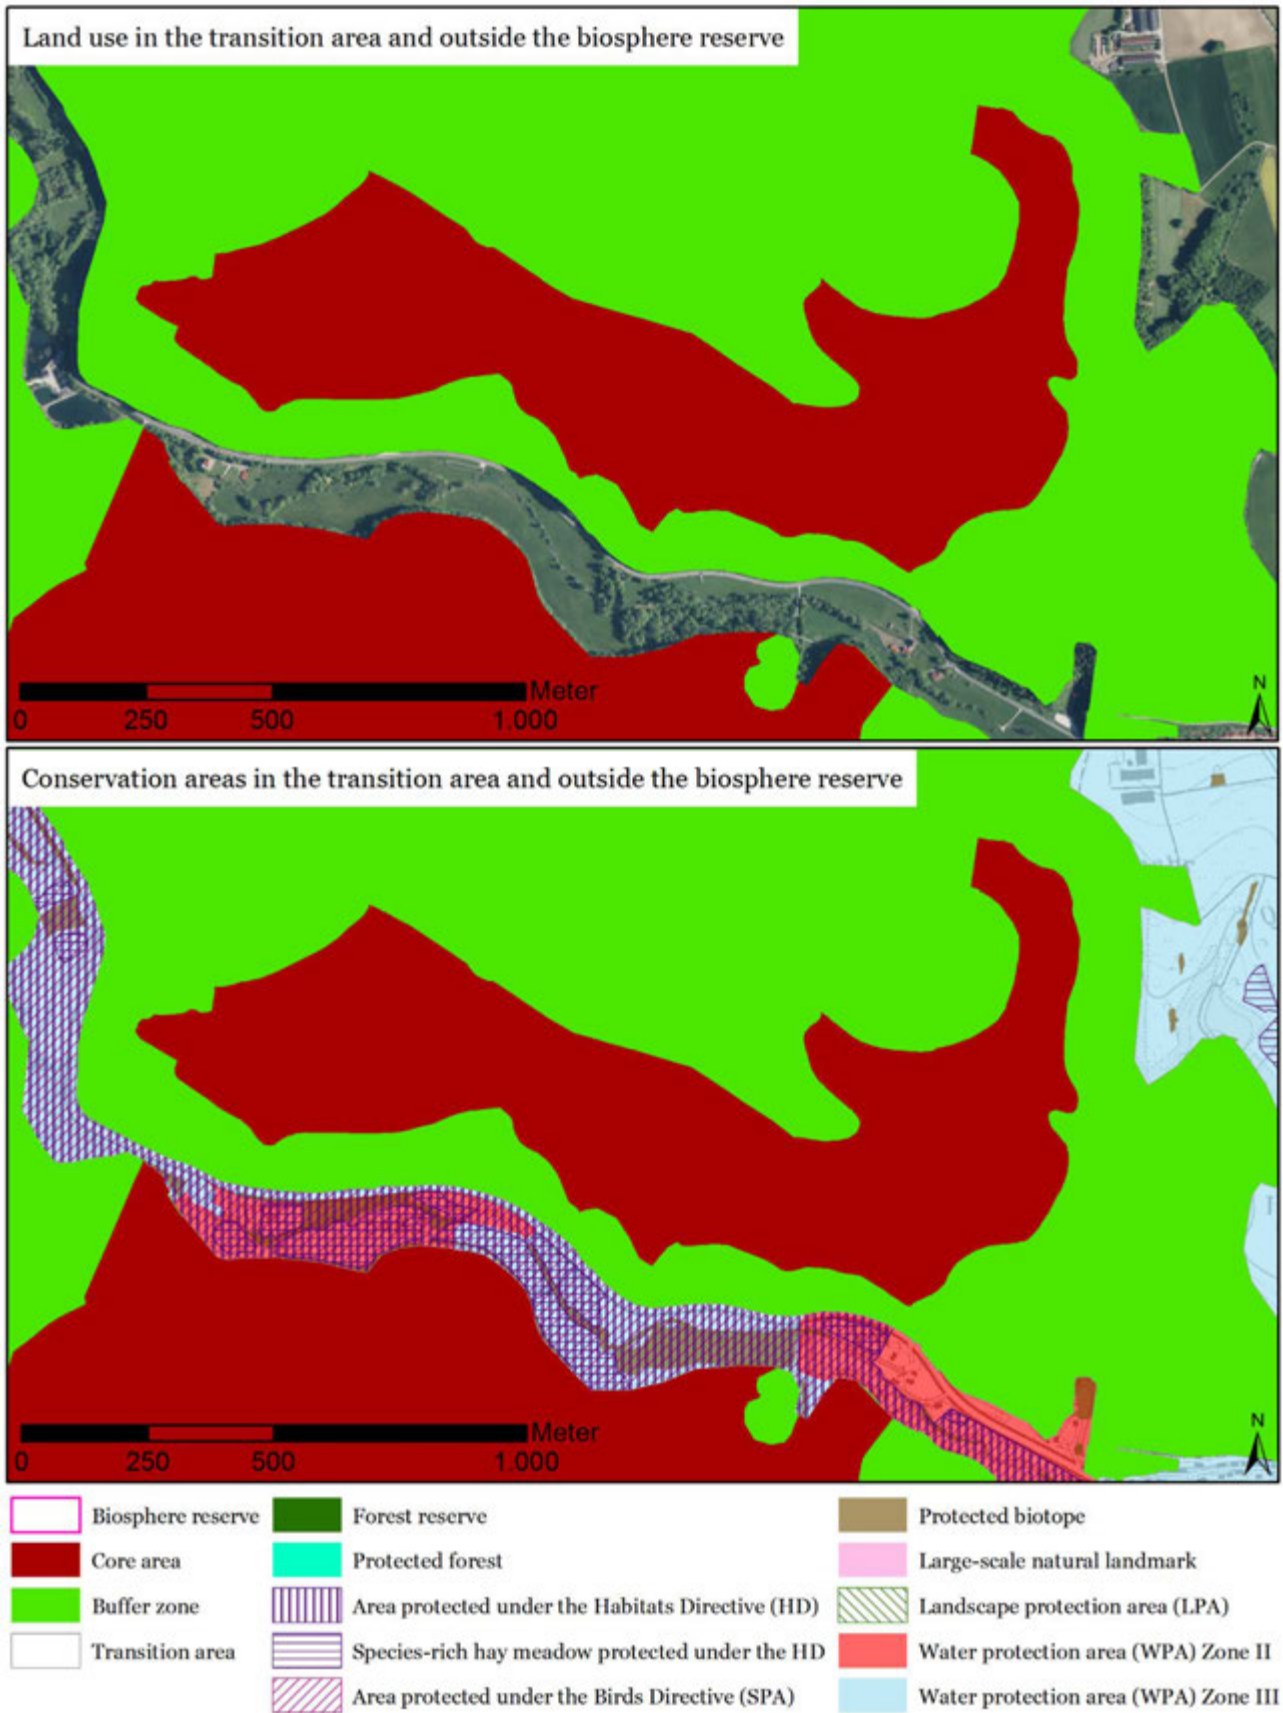 Land use in the transition area and outside the biosphere reserve
Meter
0 250 500 1.000
N
Conservation areas in the transition area and outside the biosphere reserve
Meter
0 250 500 1.000
N
Biosphere reserve
Core area
Buffer zone
Transition area
Forest reserve
Protected forest
Area protected under the Habitats Directive (HD)
Species-rich hay meadow protected under the HD
Area protected under the Birds Directive (SPA)
Protected biotope
Large-scale natural landmark
Landscape protection area (LPA)
Water protection area (WPA) Zone II
Water protection area (WPA) Zone III